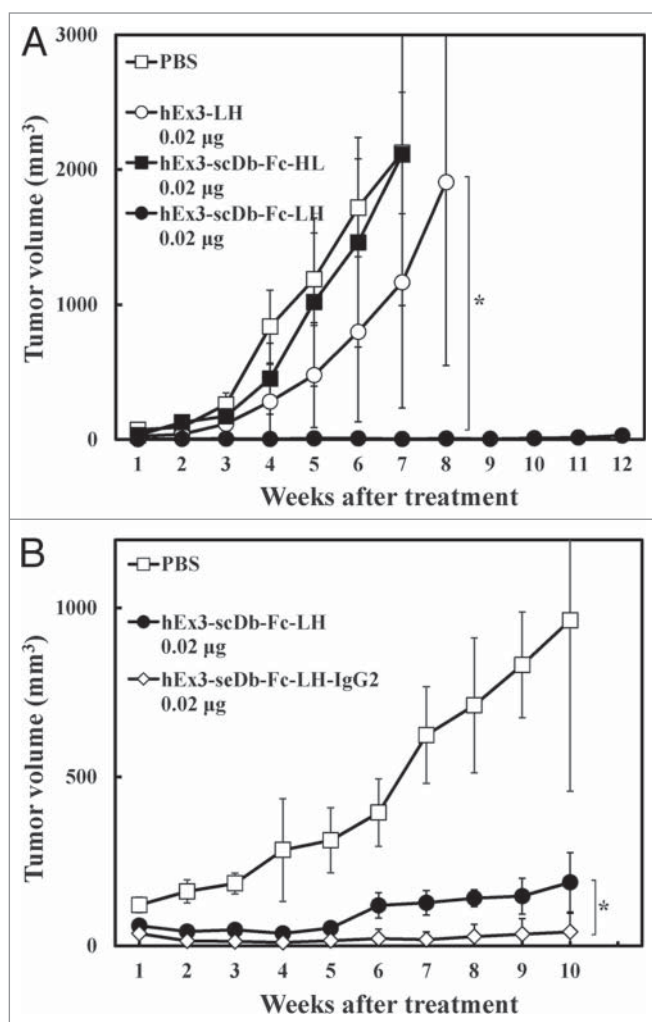 A
3000
PBS
hEx3-LH
0.02 µg
2000
hEx3-scDb-Fc-HL
0.02 µg
hEx3-scDb-Fc-LH
0.02 µg
1000
*
0
Tumor volume (mm³)
1 2 3 4 5 6 7 8 9 10 11 12
Weeks after treatment
B
PBS
1000
hEx3-scDb-Fc-LH
0.02 µg
hEx3-seDb-Fc-LH-IgG2
0.02 µg
500
*
0
Tumor volume (mm³)
1 2 3 4 5 6 7 8 9 10
Weeks after treatment